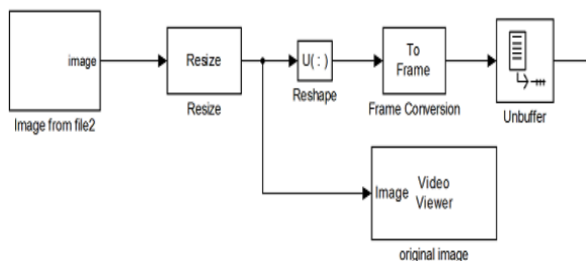 image
Image from file2
Resize
Resize
U( : )
Reshape
To
Frame
Frame Conversion
Unbuffer
Image
Video
Viewer
original image